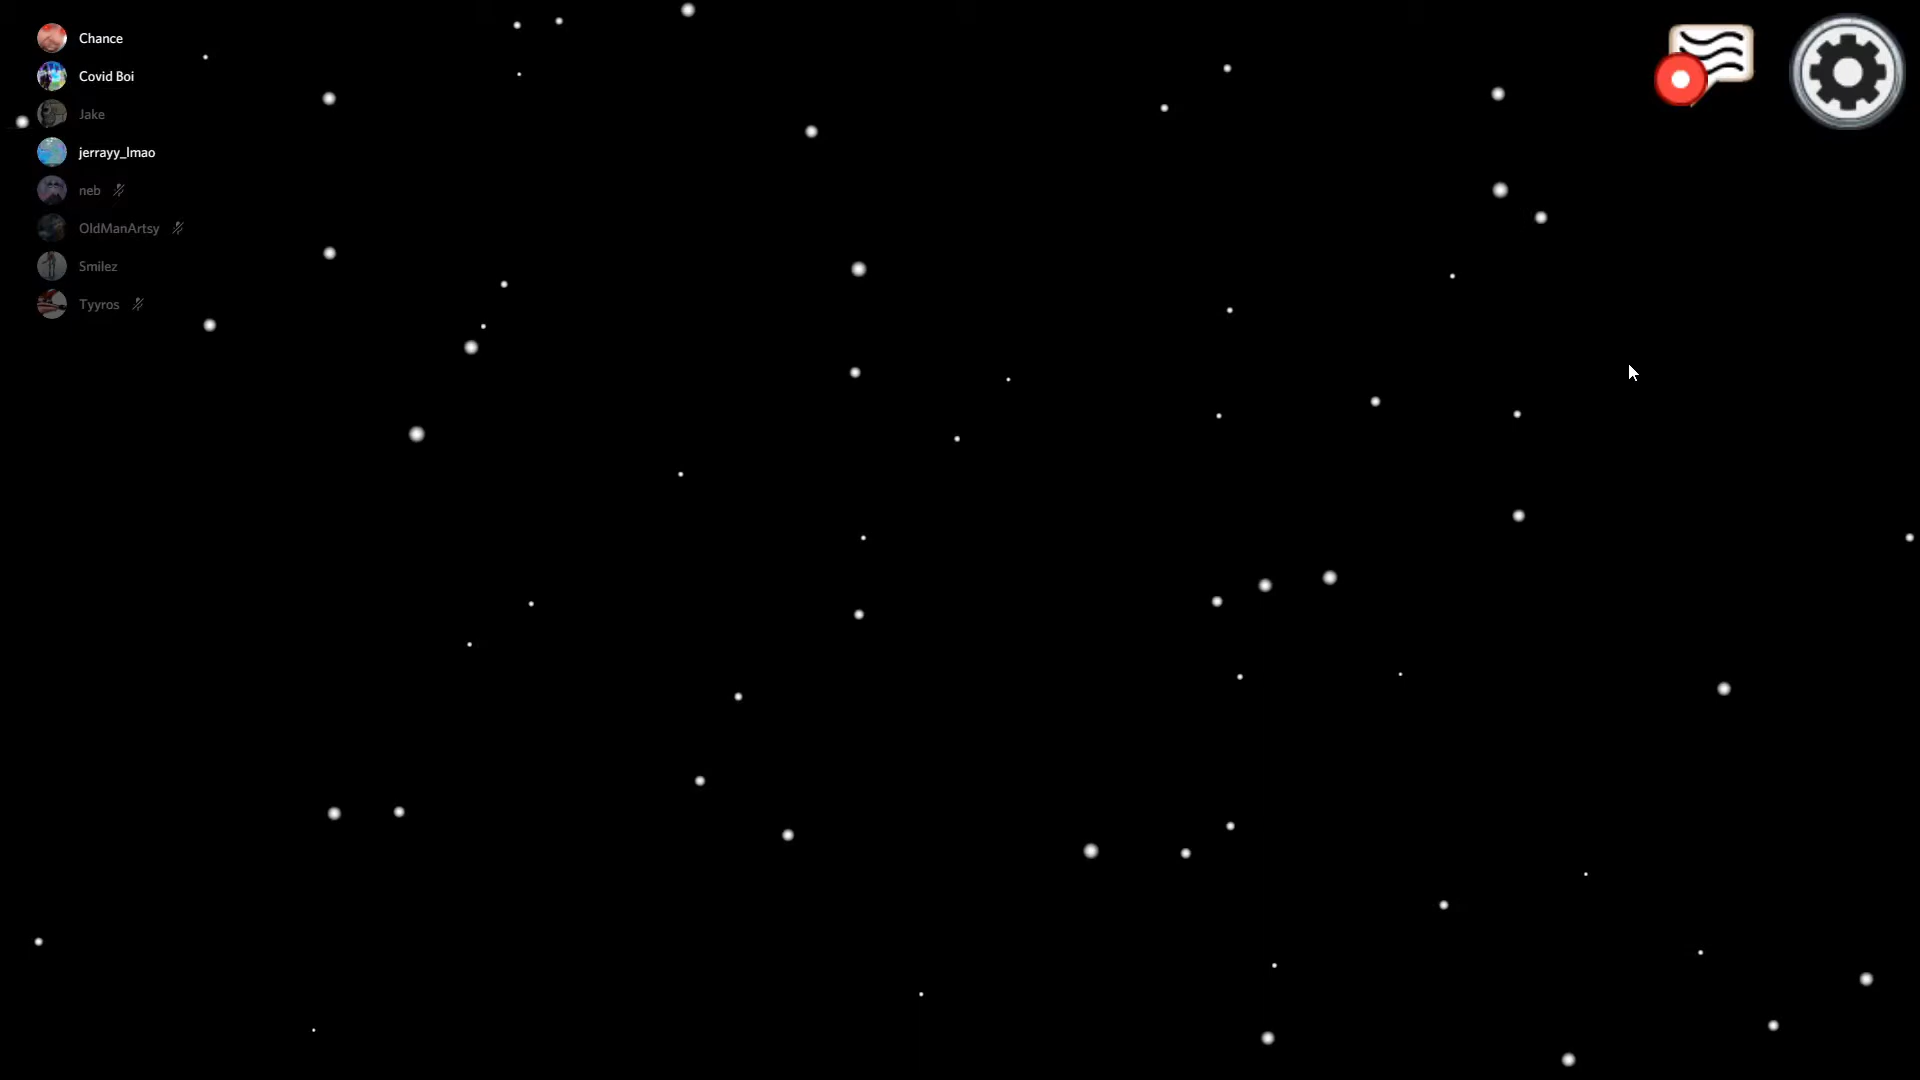 Chance
Covid Boi
Jake
jerrayy_lmao
neb
OldManArtsy
Smilez
Tyyros